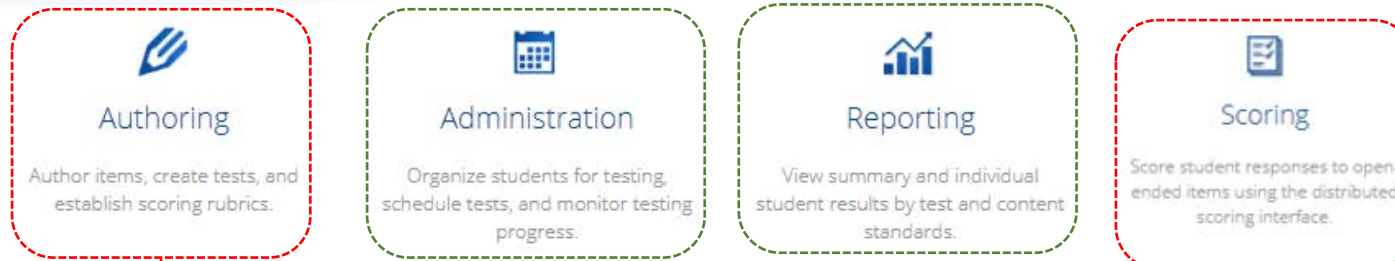 Authoring
Author items, create tests, and
establish scoring rubrics.
Administration
Organize students for testing,
schedule tests, and monitor testing
progress.
Reporting
View summary and individual
student results by test and content
standards.
Scoring
Score student responses to open-
ended items using the distributed
scoring interface.